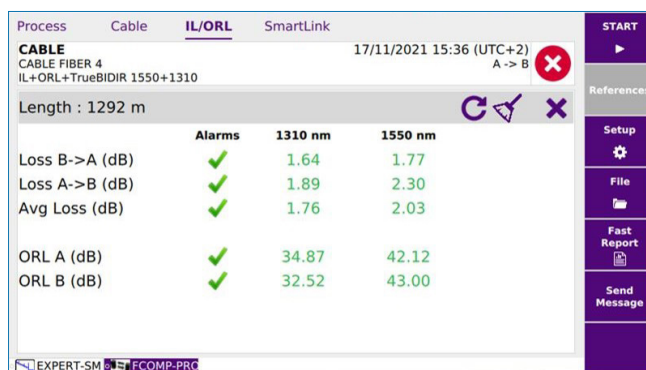 Process Cable IL/ORL SmartLink
START
CABLE 17/11/2021 15:36 (UTC+2)
CABLE FIBER 4 A -> B
IL+ORL+TrueBIDIR 1550+1310
References
Length : 1292 m
Alarms 1310 nm 1550 nm
Setup
Loss B->A (dB) 1.64 1.77
Loss A->B (dB) 1.89 2.30
File
Avg Loss (dB) 1.76 2.03
Fast
Report
ORL A (dB) 34.87 42.12
ORL B (dB) 32.52 43.00
Send
Message
EXPERT-SM FCOMP-PRO